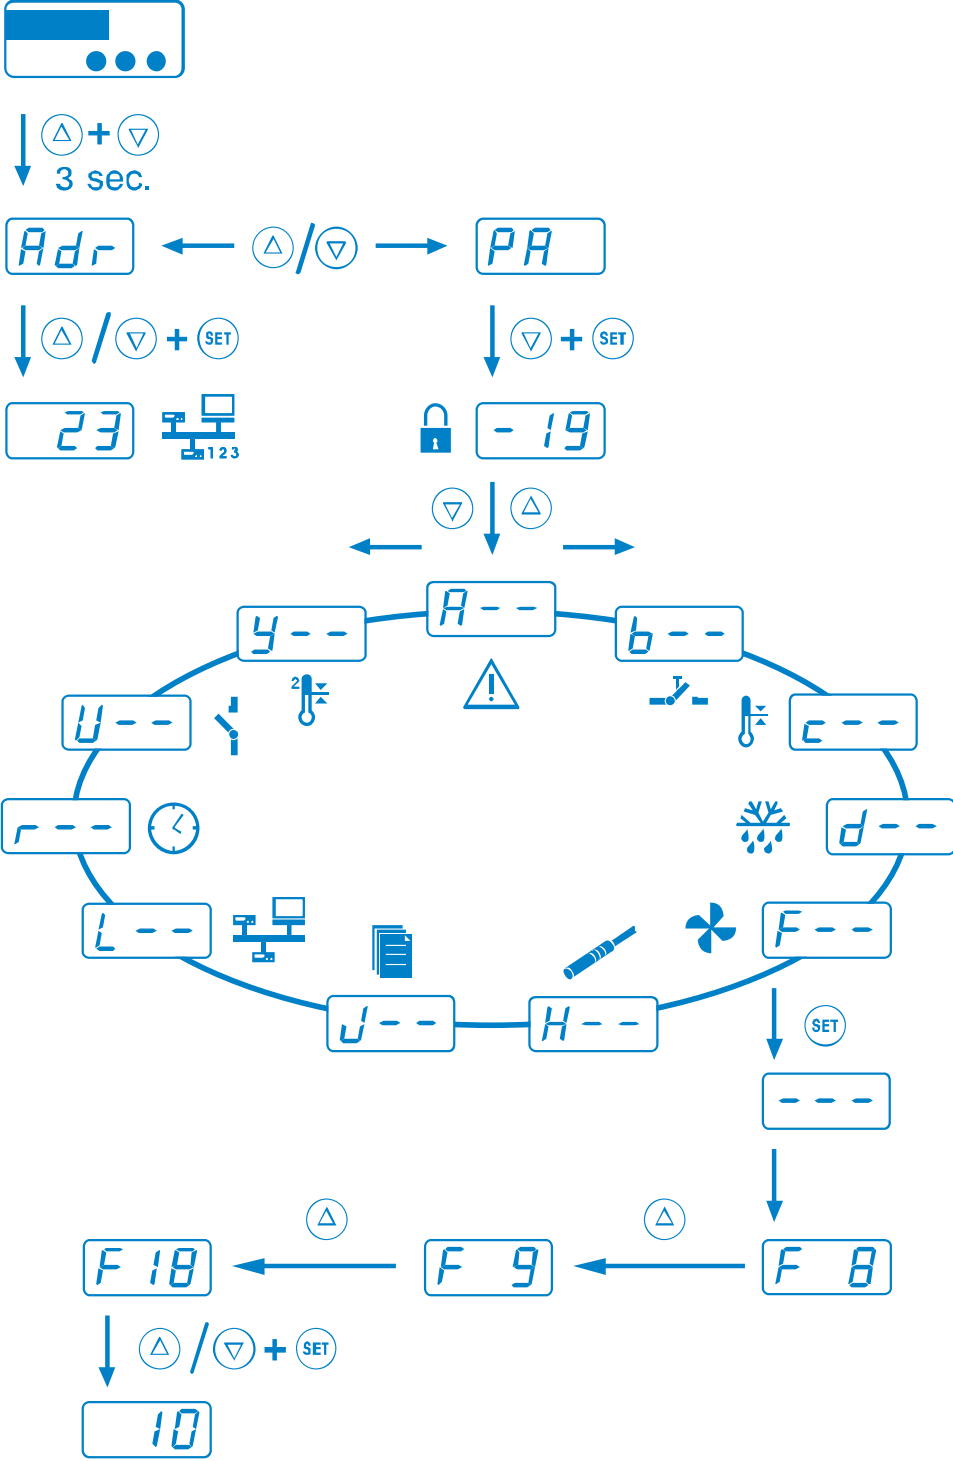 +
3 sec.
Adr / PA
/ + SET + SET
23 123 - 19
A - -
y - - b - -
2
U - - c - -
r - - d - -
L - - F - -
J - - H - -
SET
- - -
F 18 F 9 F 8
/ + SET
10